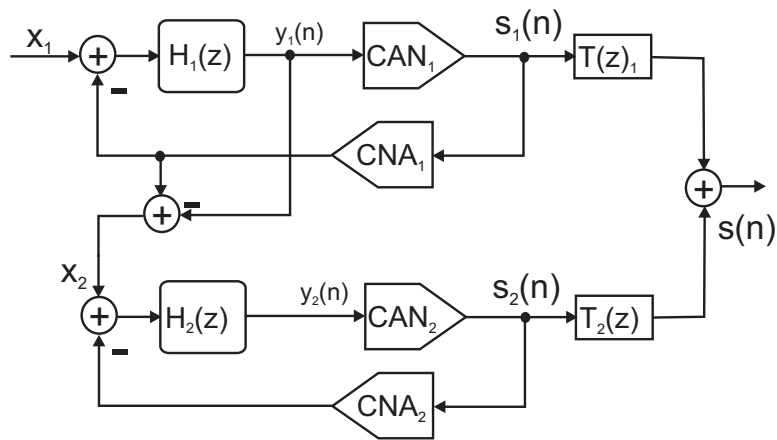 x₁ + H₁(z) y₁(n) CAN₁ s₁(n) T(z)₁
−
CNA₁
+ − + s(n)
x₂
+ H₂(z) y₂(n) CAN₂ s₂(n) T₂(z)
−
CNA₂